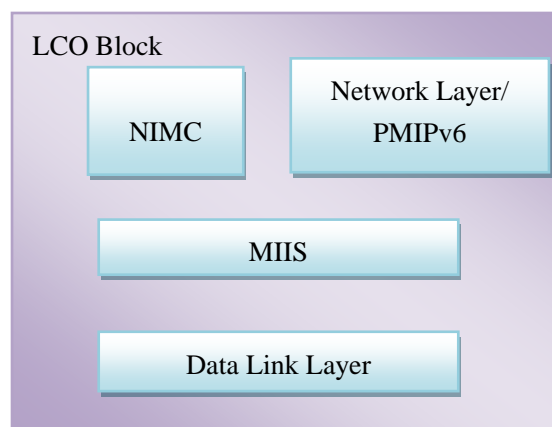 LCO Block
NIMC
Network Layer/
PMIPv6
MIIS
Data Link Layer